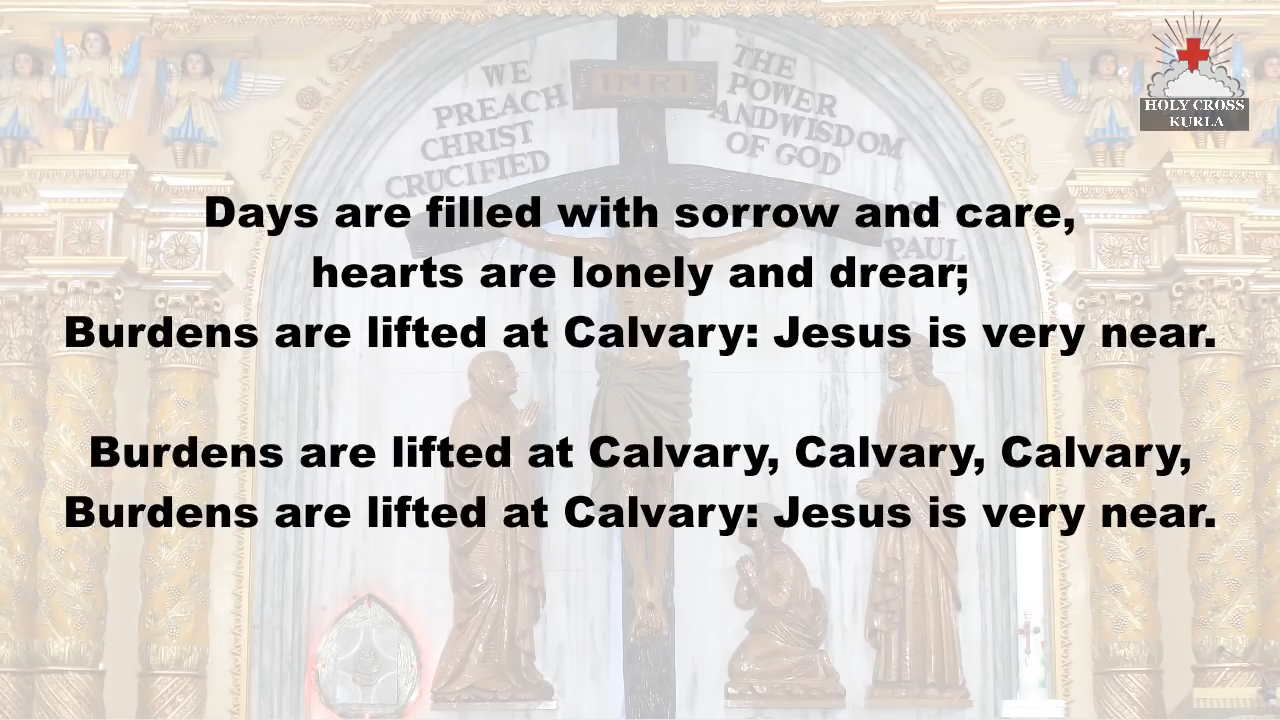 WE
PREACH
CHRIST
CRUCIFIED
INRI
THE
POWER
ANDWISDOM
OF GOD
PAUL
HOLY CROSS
KURLA
Days are filled with sorrow and care,
hearts are lonely and drear;
Burdens are lifted at Calvary: Jesus is very near.
Burdens are lifted at Calvary, Calvary, Calvary,
Burdens are lifted at Calvary: Jesus is very near.